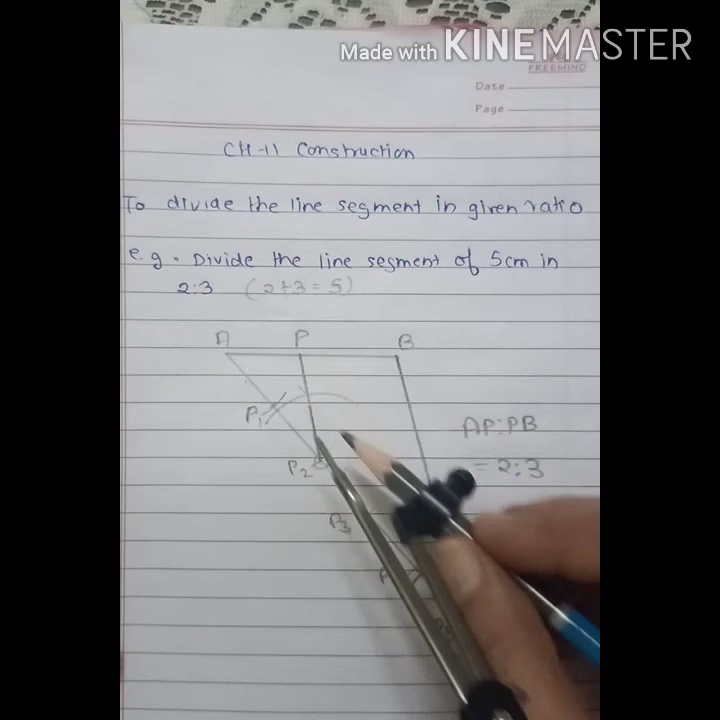 Made with KINEMASTER
FREEMIND
Date
Page
CH-11 Construction
To divide the line segment in given ratio
e.g. Divide the line segment of 5cm in
2:3 (2+3=5)
A P B
P1
AP:PB
P2 = 2:3
P3
P